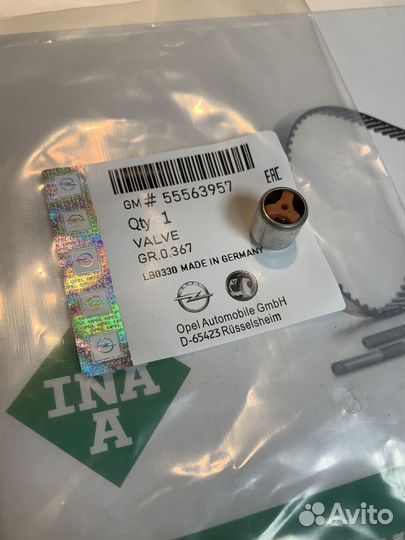 GM # 55563957
EAC
Qty 1
VALVE
GR.0.367
LB0330 MADE IN GERMANY
Opel Automobile GmbH
D-65423 Rüsselsheim
INA
A
Avito